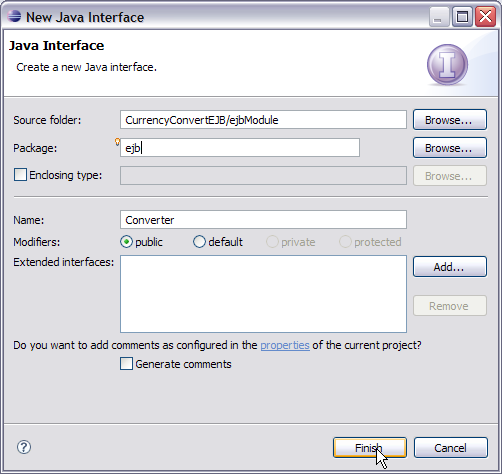 New Java Interface
Java Interface
Create a new Java interface.
I
Source folder: CurrencyConvertEJB/ejbModule Browse...
Package: ejb Browse...
Enclosing type: Browse...
Name: Converter
Modifiers: public default private protected
Extended interfaces: Add...
Remove
Do you want to add comments as configured in the properties of the current project?
Generate comments
? Finish Cancel